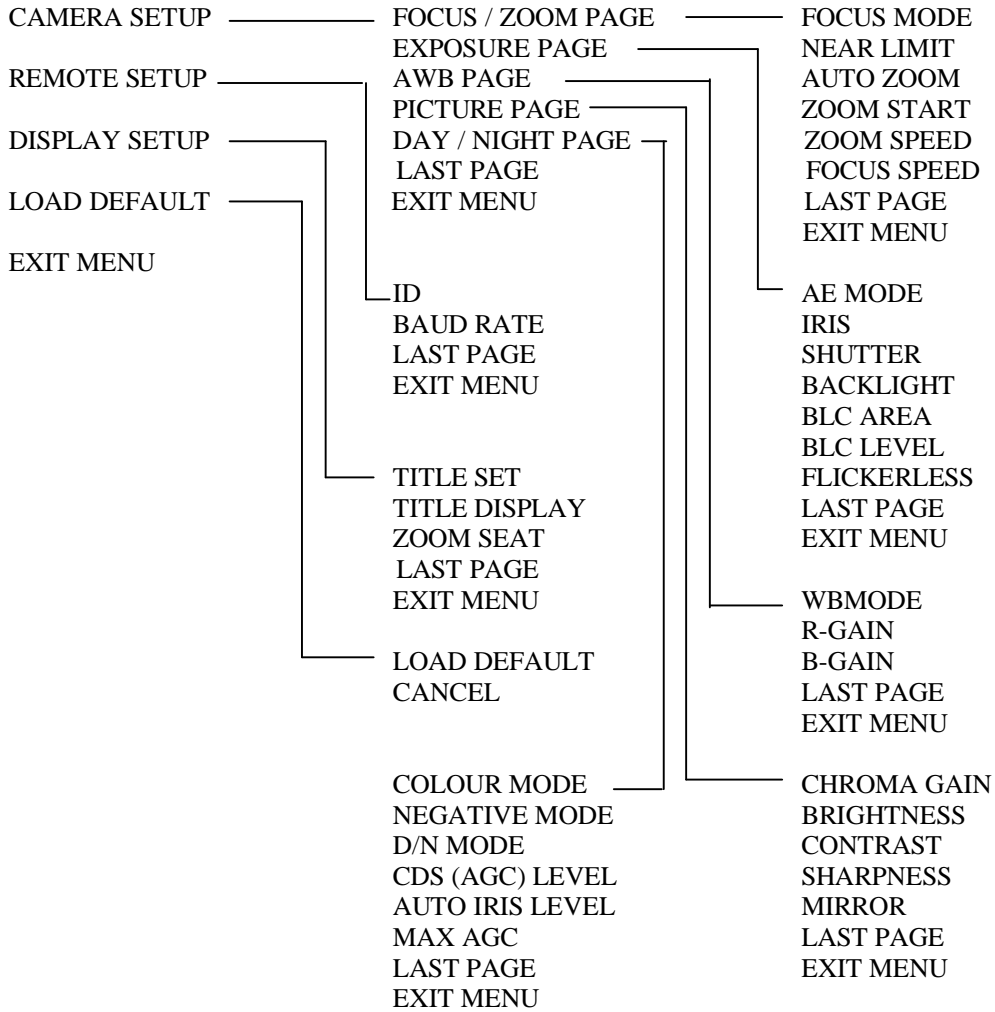 CAMERA SETUP
REMOTE SETUP
DISPLAY SETUP
LOAD DEFAULT
EXIT MENU
FOCUS / ZOOM PAGE
EXPOSURE PAGE
AWB PAGE
PICTURE PAGE
DAY / NIGHT PAGE
LAST PAGE
EXIT MENU
ID
BAUD RATE
LAST PAGE
EXIT MENU
TITLE SET
TITLE DISPLAY
ZOOM SEAT
LAST PAGE
EXIT MENU
LOAD DEFAULT
CANCEL
COLOUR MODE
NEGATIVE MODE
D/N MODE
CDS (AGC) LEVEL
AUTO IRIS LEVEL
MAX AGC
LAST PAGE
EXIT MENU
FOCUS MODE
NEAR LIMIT
AUTO ZOOM
ZOOM START
ZOOM SPEED
FOCUS SPEED
LAST PAGE
EXIT MENU
AE MODE
IRIS
SHUTTER
BACKLIGHT
BLC AREA
BLC LEVEL
FLICKERLESS
LAST PAGE
EXIT MENU
WBMODE
R-GAIN
B-GAIN
LAST PAGE
EXIT MENU
CHROMA GAIN
BRIGHTNESS
CONTRAST
SHARPNESS
MIRROR
LAST PAGE
EXIT MENU